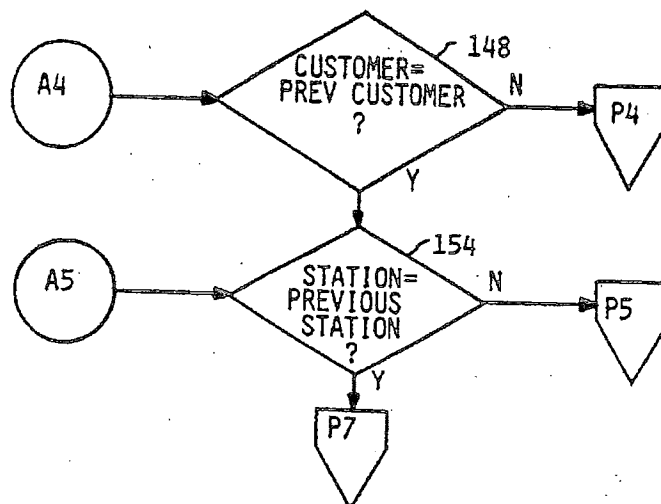 148
A4
CUSTOMER=
PREV CUSTOMER
?
N
P4
Y
154
A5
STATION=
PREVIOUS
STATION
?
N
P5
Y
P7